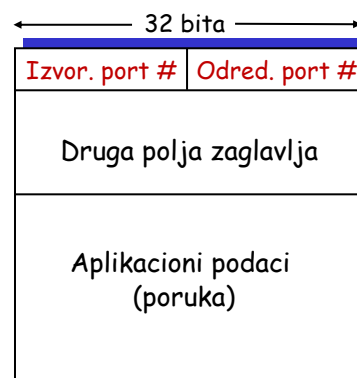 32 bita
Izvor. port # Odred. port #
Druga polja zaglavlja
Aplikacioni podaci
(poruka)